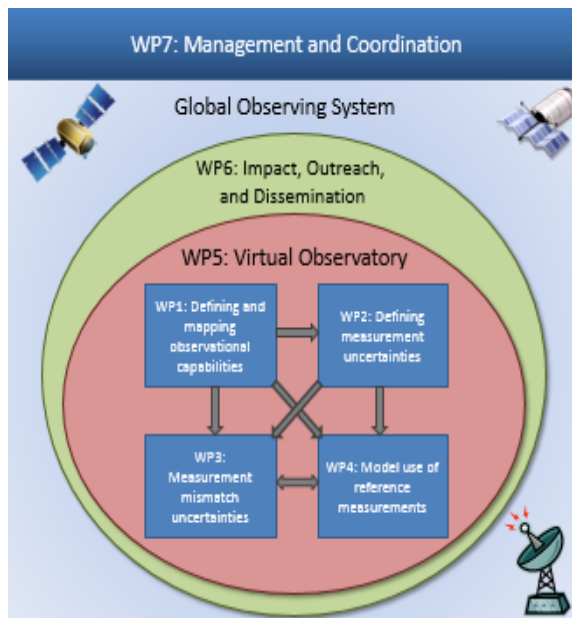 WP7: Management and Coordination
Global Observing System
WP6: Impact, Outreach,
and Dissemination
WP5: Virtual Observatory
WP1: Defining and
mapping
observational
capabilities
WP2: Defining
measurement
uncertainties
WP3:
Measurement
mismatch
uncertainties
WP4: Model use of
reference
measurements